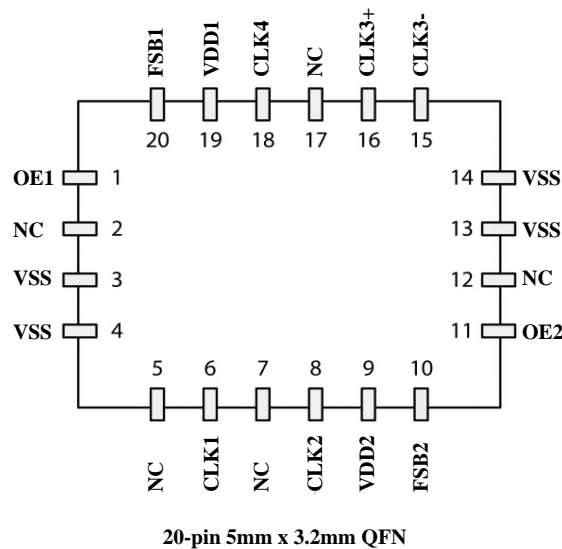 FSB1 VDD1 CLK4 NC CLK3+ CLK3-
20 19 18 17 16 15
OE1 1 14 VSS
NC 2 13 VSS
VSS 3 12 NC
VSS 4 11 OE2
5 6 7 8 9 10
NC CLK1 NC CLK2 VDD2 FSB2
20-pin 5mm x 3.2mm QFN